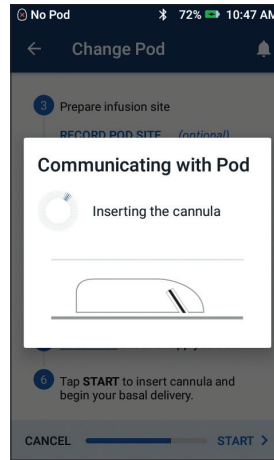 No Pod 72% 10:47 AM
Change Pod
3 Prepare infusion site
RECORD POD SITE (optional)
Communicating with Pod
Inserting the cannula
6 Tap START to insert cannula and
begin your basal delivery.
CANCEL START >